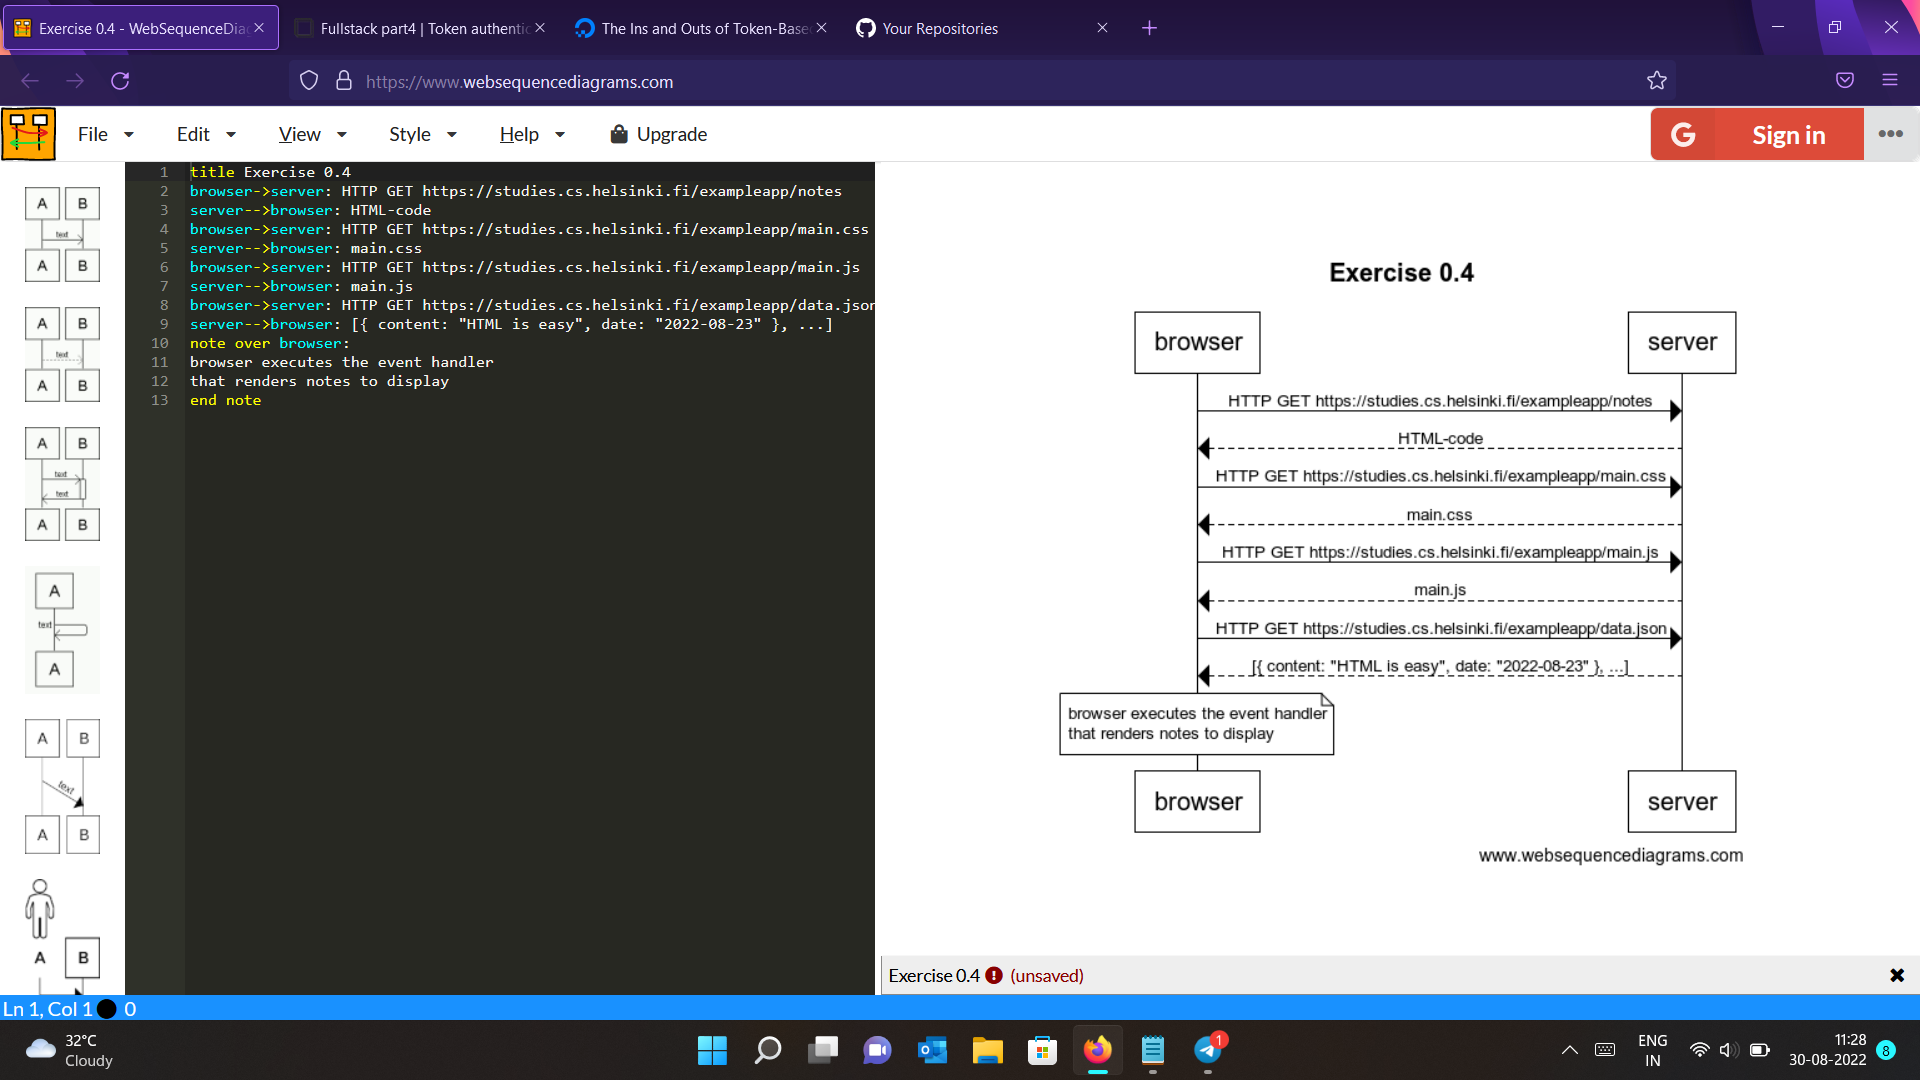 Exercise 0.4 - WebSequenceDiag
Fullstack part4 | Token authentic
The Ins and Outs of Token-Base
Your Repositories
https://www.websequencediagrams.com
File Edit View Style Help Upgrade
G Sign in
1 title Exercise 0.4
2 browser->server: HTTP GET https://studies.cs.helsinki.fi/exampleapp/notes
3 server-->browser: HTML-code
4 browser->server: HTTP GET https://studies.cs.helsinki.fi/exampleapp/main.css
5 server-->browser: main.css
6 browser->server: HTTP GET https://studies.cs.helsinki.fi/exampleapp/main.js
7 server-->browser: main.js
8 browser->server: HTTP GET https://studies.cs.helsinki.fi/exampleapp/data.json
9 server-->browser: [{ content: "HTML is easy", date: "2022-08-23" }, ...]
10 note over browser:
11 browser executes the event handler
12 that renders notes to display
13 end note
A B
text
A B
A B
text
A B
A B
text
text
A B
A
text
A
A B
text
A B
A B
Exercise 0.4
browser server
HTTP GET https://studies.cs.helsinki.fi/exampleapp/notes
HTML-code
HTTP GET https://studies.cs.helsinki.fi/exampleapp/main.css
main.css
HTTP GET https://studies.cs.helsinki.fi/exampleapp/main.js
main.js
HTTP GET https://studies.cs.helsinki.fi/exampleapp/data.json
[{ content: "HTML is easy", date: "2022-08-23" }, ...]
browser executes the event handler
that renders notes to display
browser server
www.websequencediagrams.com
Exercise 0.4 (unsaved)
Ln 1, Col 1 0
32°C
Cloudy
1
ENG
IN
11:28
30-08-2022
8